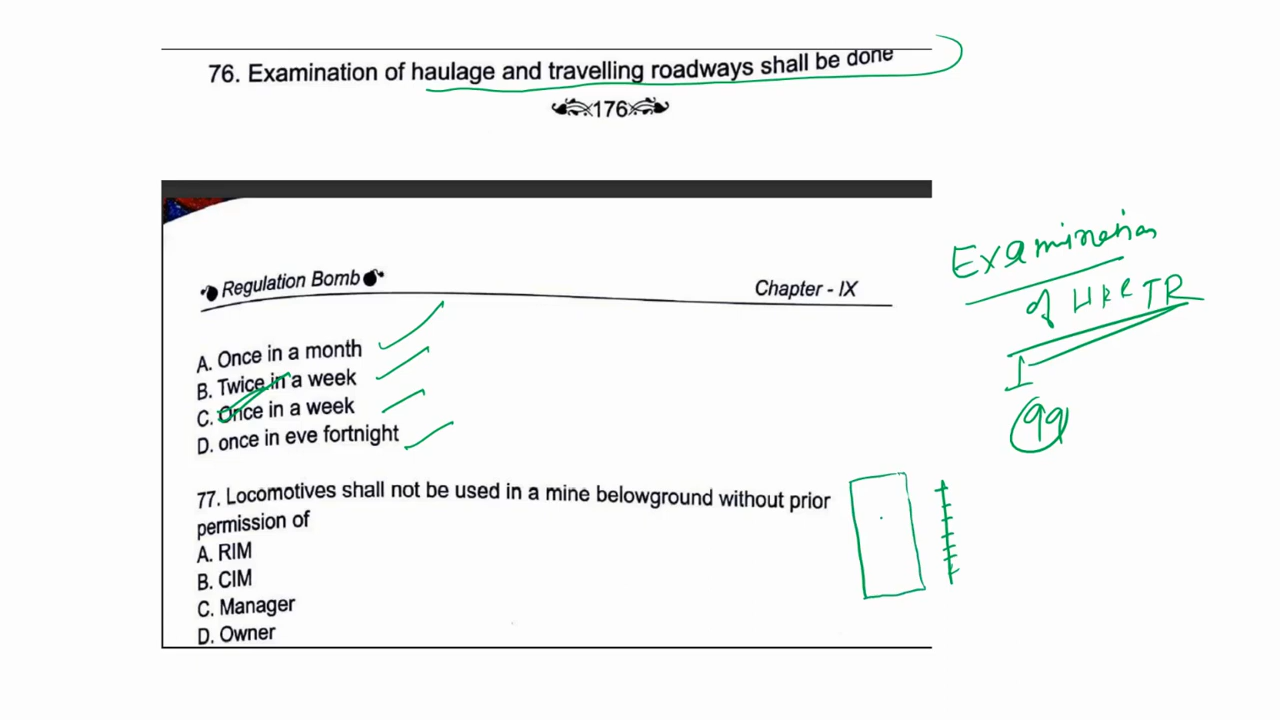 76. Examination of haulage and travelling roadways shall be done
176
Regulation Bomb
Chapter - IX
A. Once in a month
B. Twice in a week
C. Once in a week
D. once in eve fortnight
77. Locomotives shall not be used in a mine belowground without prior
permission of
A. RIM
B. CIM
C. Manager
D. Owner
Examination
of HR & TR
I
99